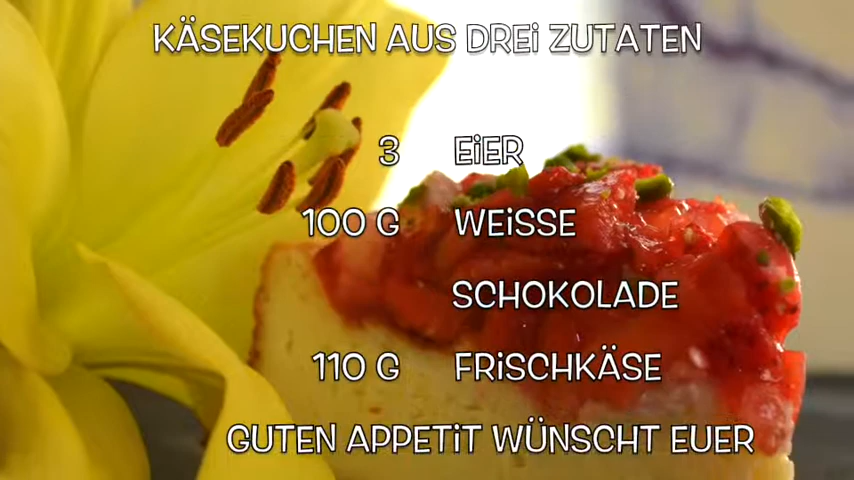 KÄSEKUCHEN AUS DREi ZUTATEN
3 EiER
100 G WEiSSE
SCHOKOLADE
110 G FRiSCHKÄSE
GUTEN APPETiT WÜNSCHT EUER